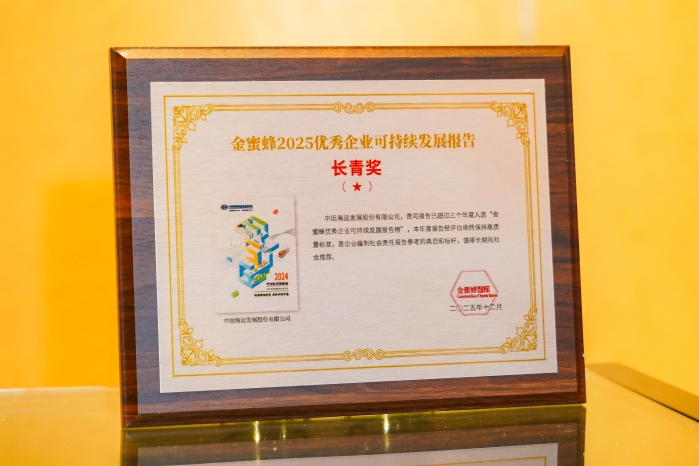 金蜜蜂2025优秀企业可持续发展报告
长青奖
(★)
中远海运发展股份有限公司，贵司报告已超过三个年度入选“金
蜜蜂优秀企业可持续发展报告榜”，本年度报告经评估依然保持高质
量标准，是企业编制社会责任报告参考的典范和标杆，值得长期向社
会推荐。
2024
中远海运发展股份有限公司
金蜜蜂智库
GoldenBee Think Tank
二〇二五年十二月